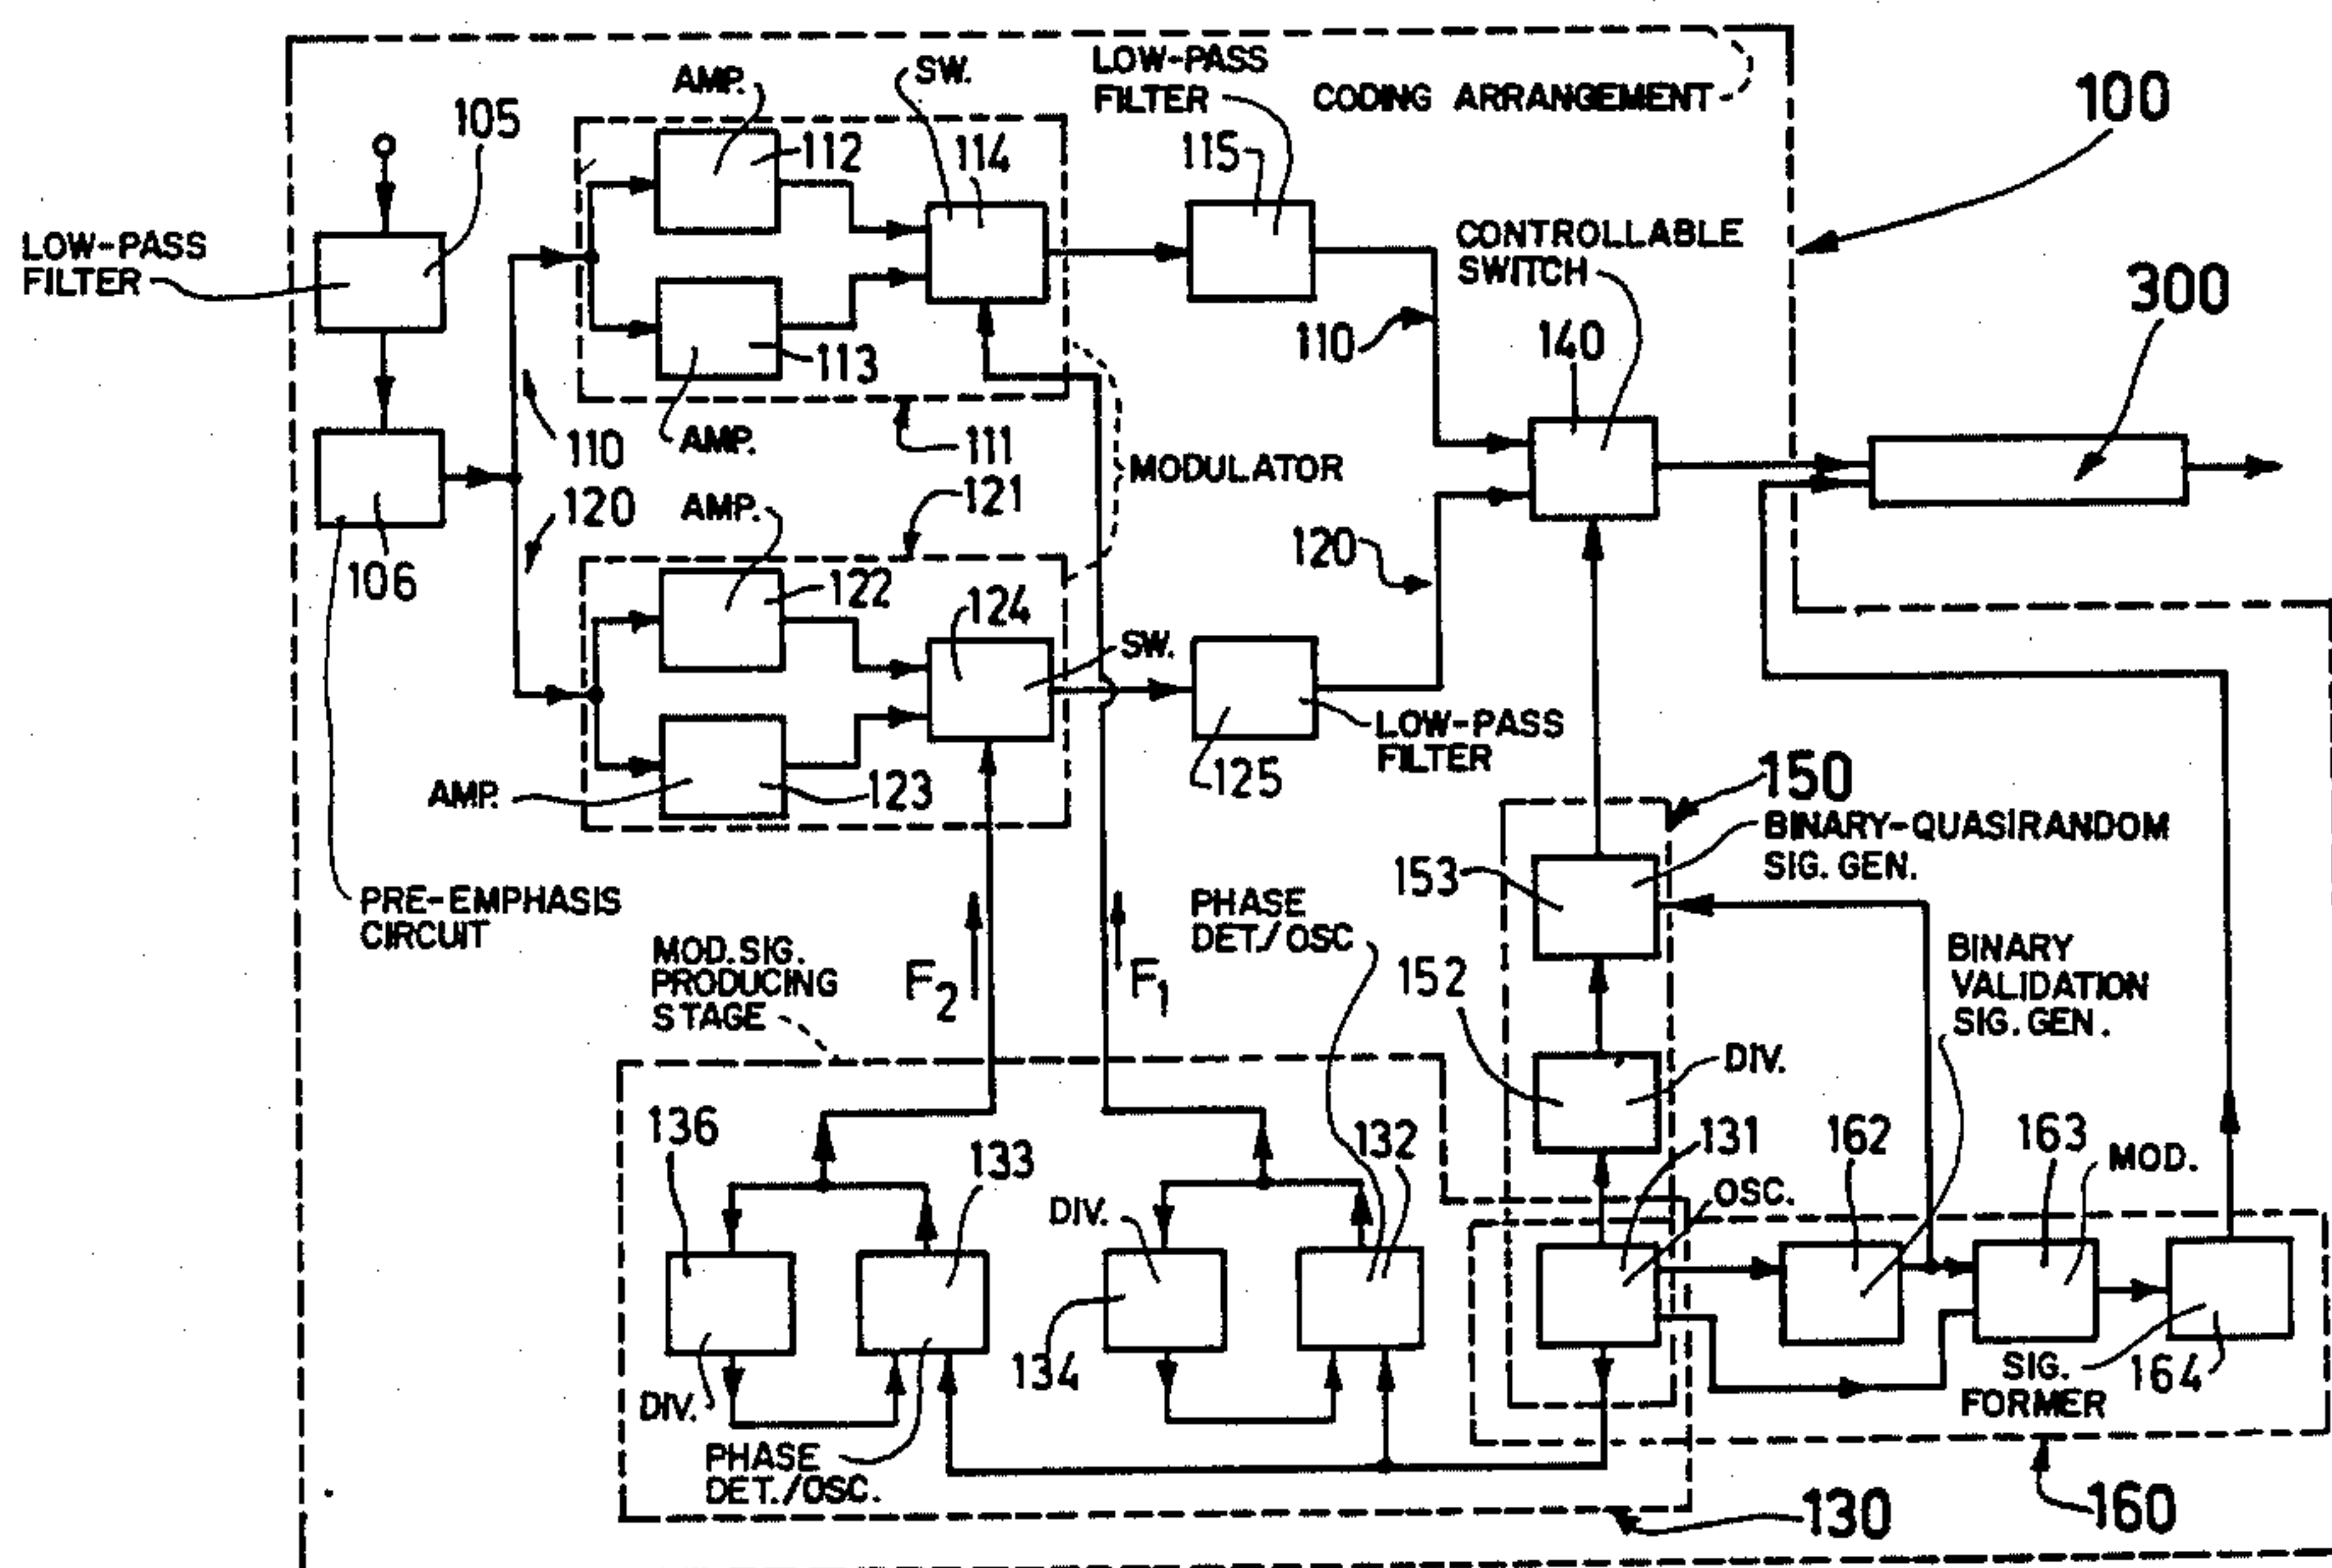 LOW-PASS
FILTER
105
AMP.
112
SW.
114
LOW-PASS
FILTER
115
CODING ARRANGEMENT
100
113
AMP.
111
110
CONTROLLABLE
SWITCH
140
300
110
106
120
PRE-EMPHASIS
CIRCUIT
MODULATOR
121
AMP.
122
124
SW.
AMP.
123
120
125
LOW-PASS
FILTER
150
BINARY-QUASIRANDOM
SIG. GEN.
153
F2
F1
PHASE
DET./OSC
152
DIV.
BINARY
VALIDATION
SIG. GEN.
MOD. SIG.
PRODUCING
STAGE
136
133
DIV.
132
131
OSC.
162
163
MOD.
DIV.
PHASE
DET./OSC.
134
SIG.
FORMER
164
130
160